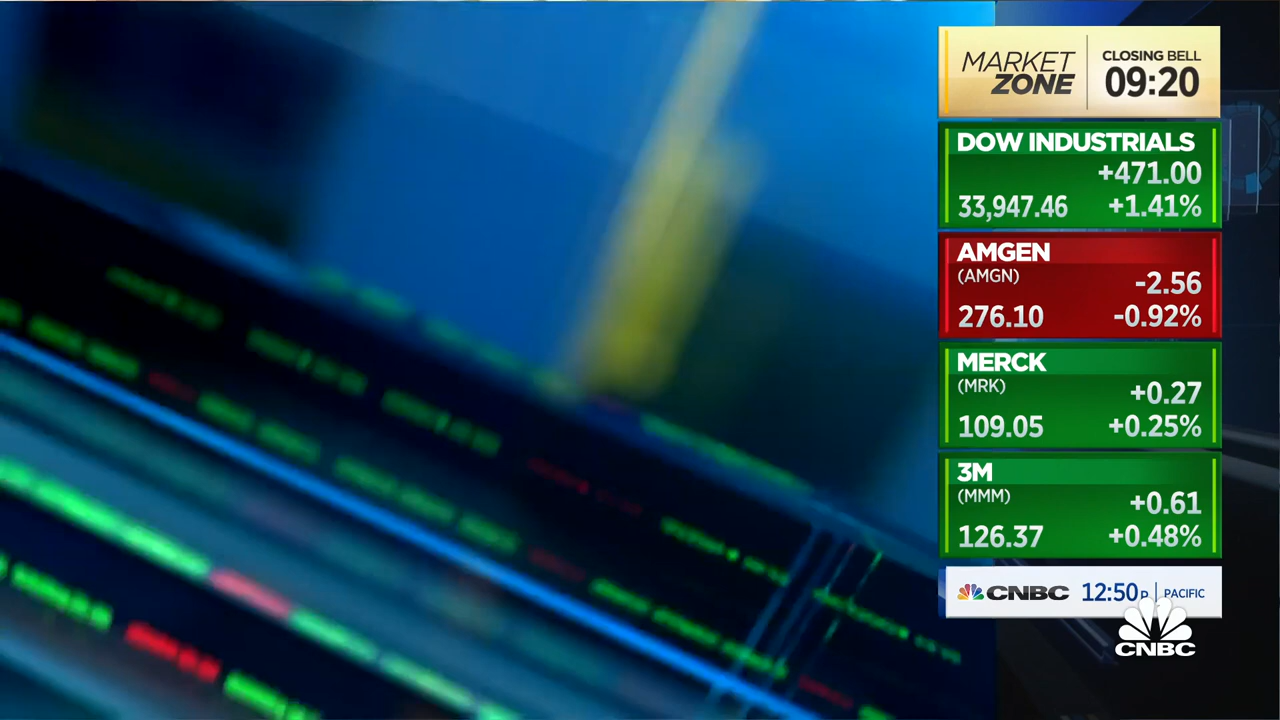 MARKET
ZONE
CLOSING BELL
09:20
DOW INDUSTRIALS
+471.00
33,947.46 +1.41%
AMGEN
(AMGN) -2.56
276.10 -0.92%
MERCK
(MRK) +0.27
109.05 +0.25%
3M
(MMM) +0.61
126.37 +0.48%
CNBC 12:50P PACIFIC
CNBC